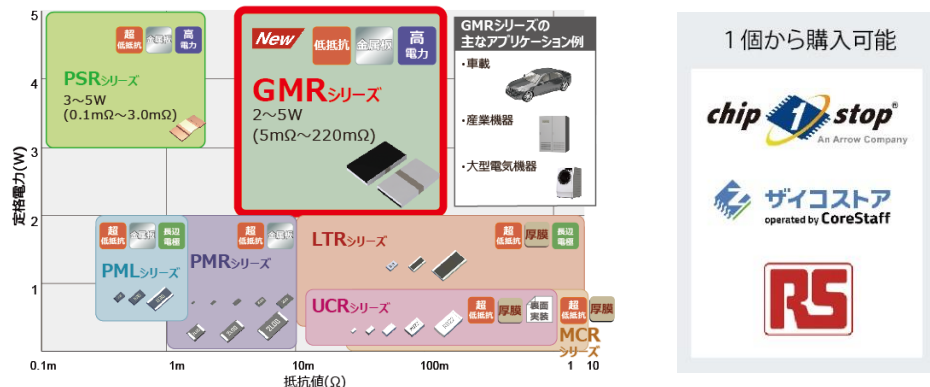 定格電力(W)
5
4
3
2
1
超
低抵抗
金属板
高
電力
PSRシリーズ
3～5W
(0.1mΩ～3.0mΩ)
New
低抵抗
金属板
高
電力
GMRシリーズ
2～5W
(5mΩ～220mΩ)
GMRシリーズの
主なアプリケーション例
・車載
・産業機器
・大型電気機器
超
低抵抗
金属板
長辺
電極
PMLシリーズ
超
低抵抗
金属板
PMRシリーズ
LTRシリーズ
超
低抵抗
厚膜
長辺
電極
UCRシリーズ
超
低抵抗
厚膜
裏面
実装
超
低抵抗
厚膜
MCR
シリーズ
0.1m
1m
10m
100m
1
10
抵抗値(Ω)
1個から購入可能
chip 1 stop®
An Arrow Company
ザイコストア
operated by CoreStaff
RS